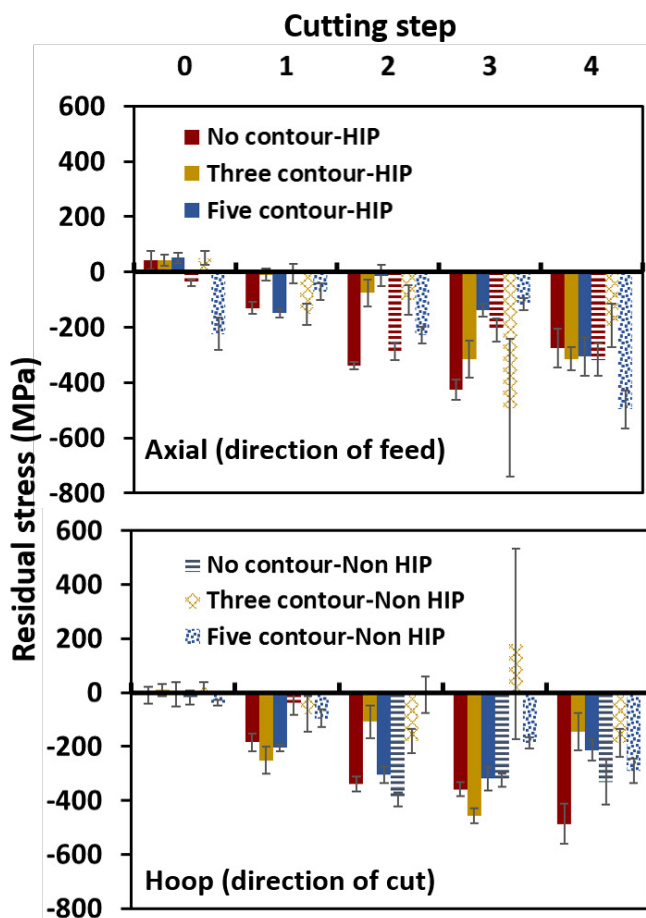 Cutting step
0 1 2 3 4
Residual stress (MPa)
600
400
200
0
-200
-400
-600
-800
No contour-HIP
Three contour-HIP
Five contour-HIP
Axial (direction of feed)
600
400
200
0
-200
-400
-600
-800
No contour-Non HIP
Three contour-Non HIP
Five contour-Non HIP
Hoop (direction of cut)